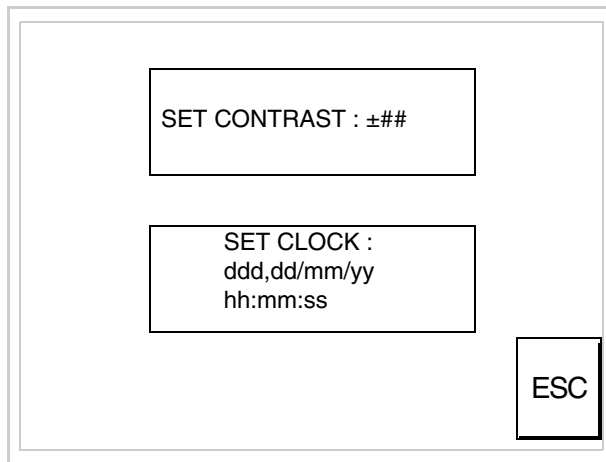 SET CONTRAST : ±##
SET CLOCK :
ddd,dd/mm/yy
hh:mm:ss
ESC